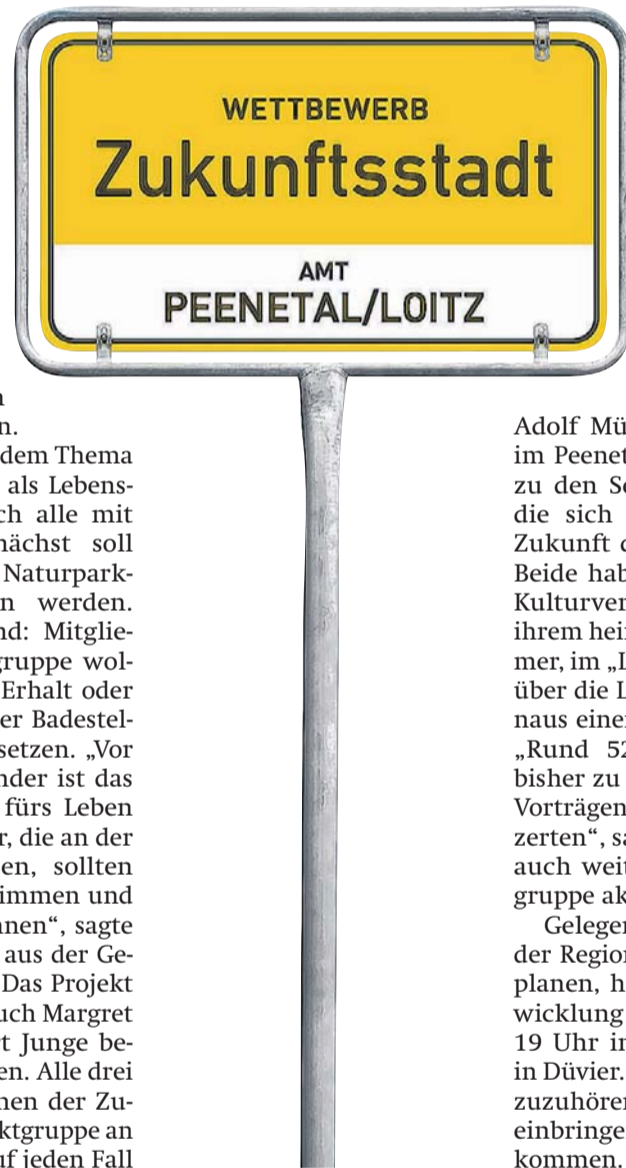 WETTBEWERB
Zukunftsstadt
AMT
PEENETAL/LOITZ
n.
dem Thema
als Lebens-
ch alle mit
nächst soll
Naturpark-
n werden.
nd: Mitglie-
gruppe wol-
Erhalt oder
er Badestel-
setzen. „Vor
nder ist das
fürs Leben
r, die an der
en, sollten
immen und
nnen“, sagte
aus der Ge-
Das Projekt
uch Margret
rt Junge be-
en. Alle drei
nen der Zu-
ktgruppe an
uf jeden Fall
Adolf Mü
im Peenet
zu den Se
die sich
Zukunft d
Beide hab
Kulturver
ihrem hein
mer, im „L
über die L
naus einer
„Rund 52
bisher zu
Vorträgen
zerten“, sa
auch weit
gruppe ak
Gelegen
der Region
planen, h
wicklung
19 Uhr in
in Düvier.
zuzuhören
einbringe
kommen.